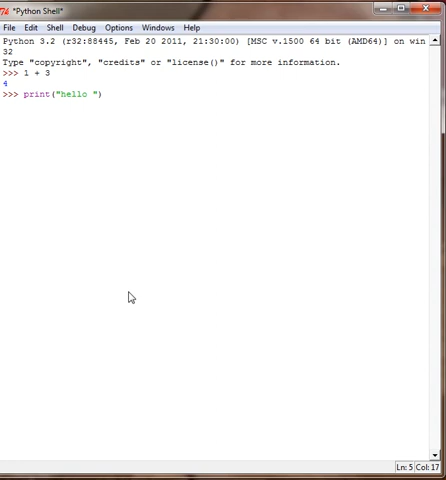 *Python Shell*
File Edit Shell Debug Options Windows Help
Python 3.2 (r32:88445, Feb 20 2011, 21:30:00) [MSC v.1500 64 bit (AMD64)] on win
32
Type "copyright", "credits" or "license()" for more information.
>>> 1 + 3
4
>>> print("hello ")
Ln: 5 Col: 17